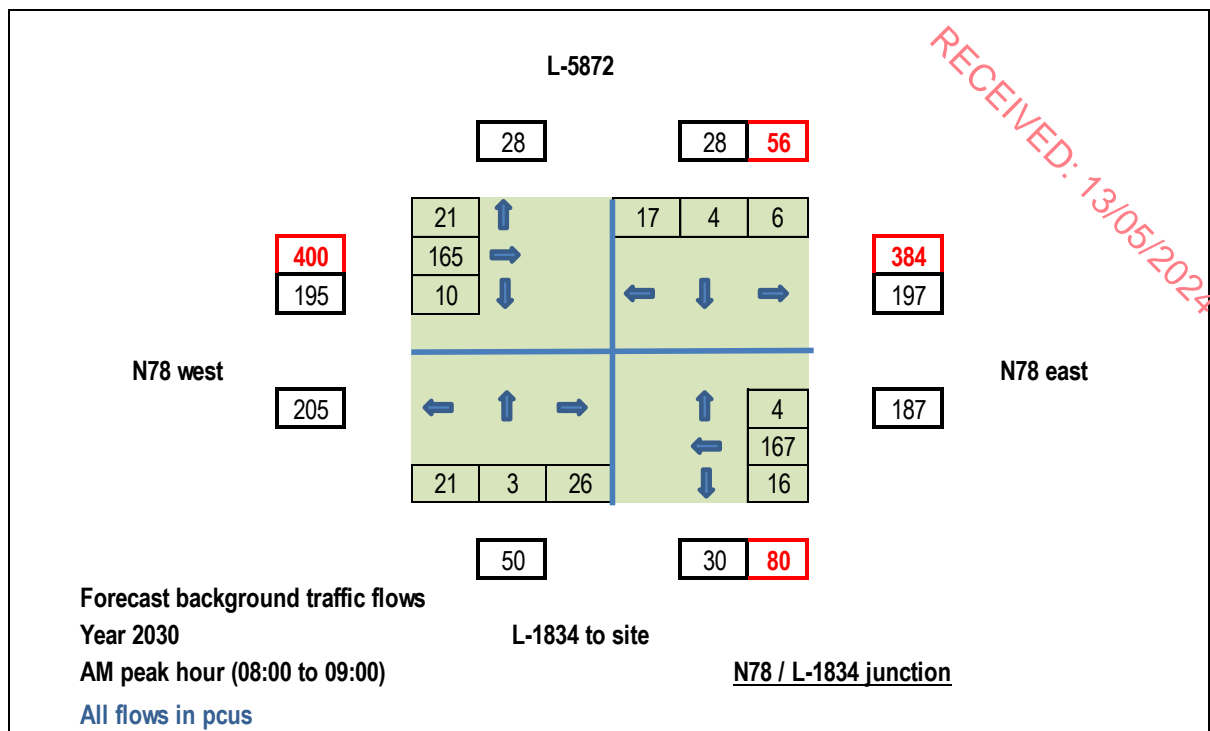 L-5872
RECEIVED: 13/05/2024
28 28 56
21 17 4 6
400 165 384
195 10 197
N78 west N78 east
205 4 187
167
21 3 26 16
50 30 80
Forecast background traffic flows
Year 2030 L-1834 to site
AM peak hour (08:00 to 09:00) N78 / L-1834 junction
All flows in pcus